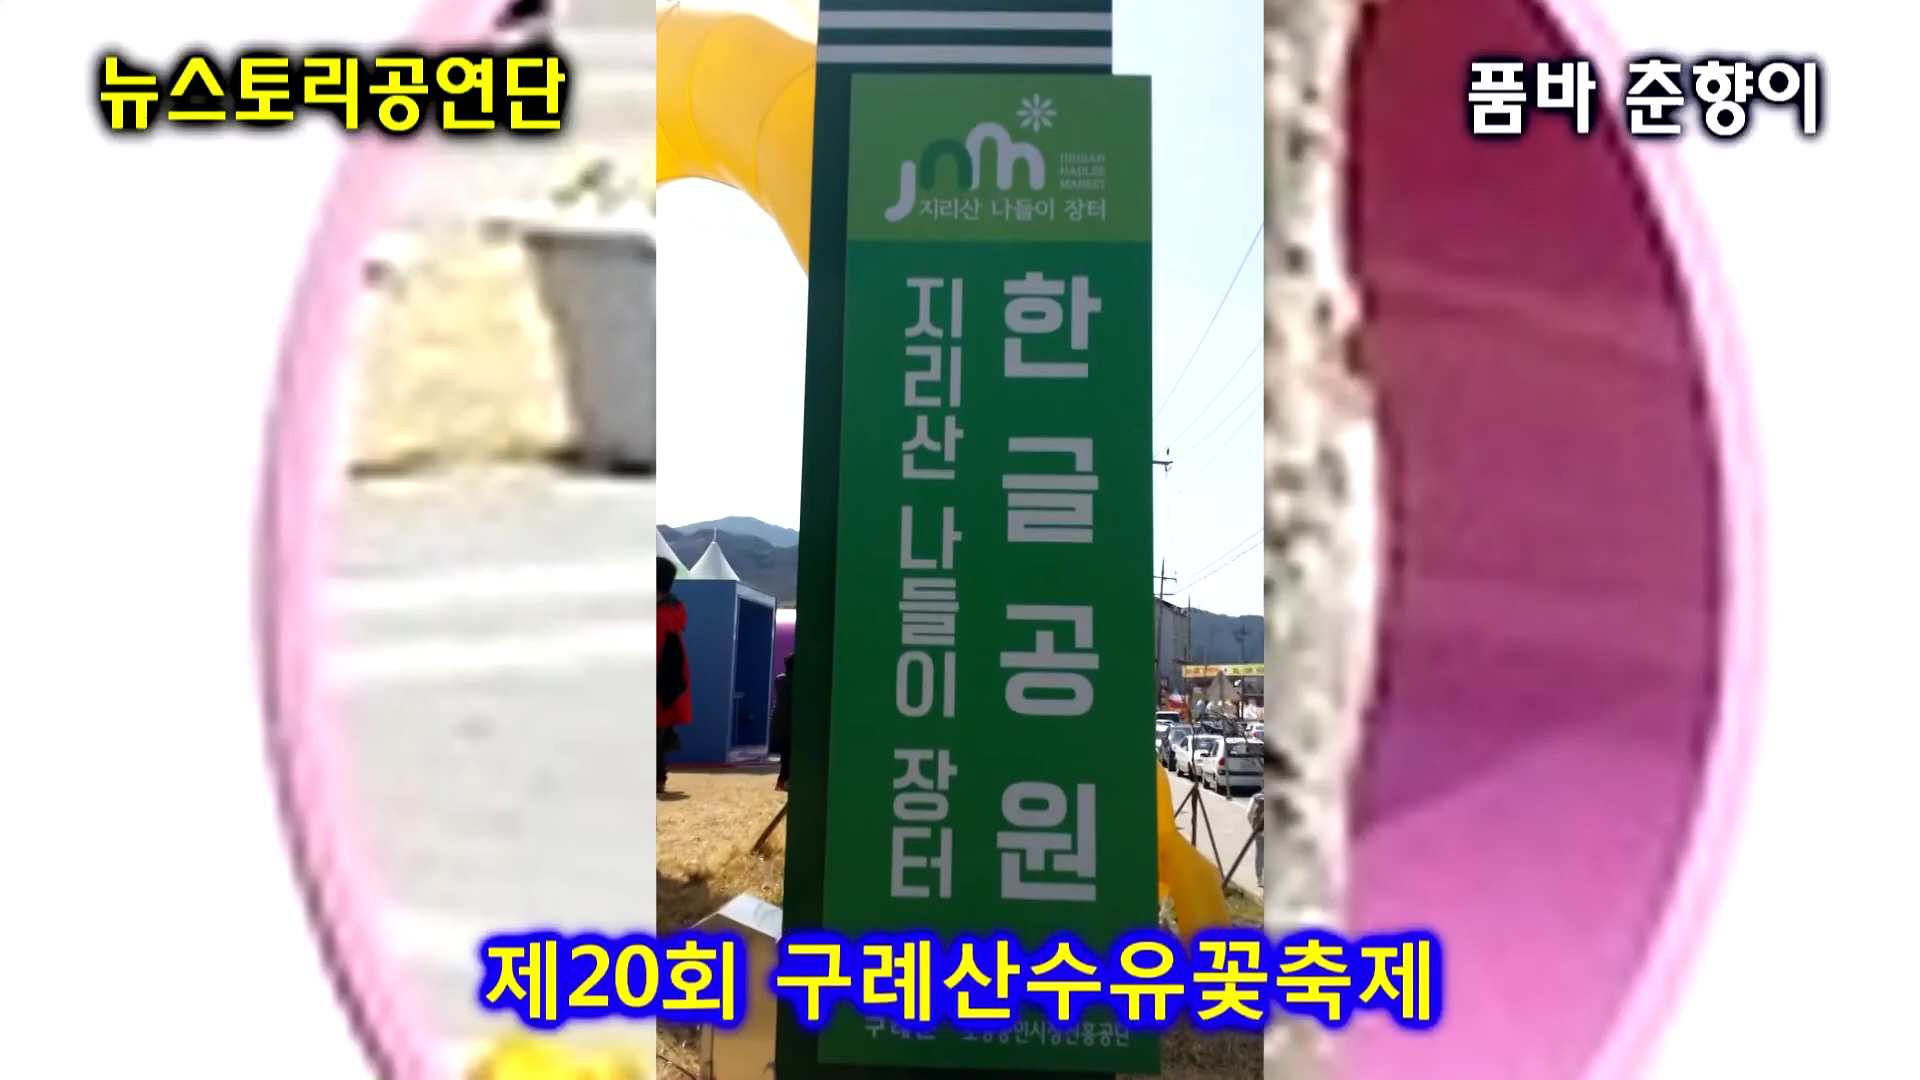 뉴스토리공연단
품바 춘향이
JIRISAN
NADLEE
MARKET
지리산 나들이 장터
한글공원
지리산 나들이 장터
제20회 구례산수유꽃축제